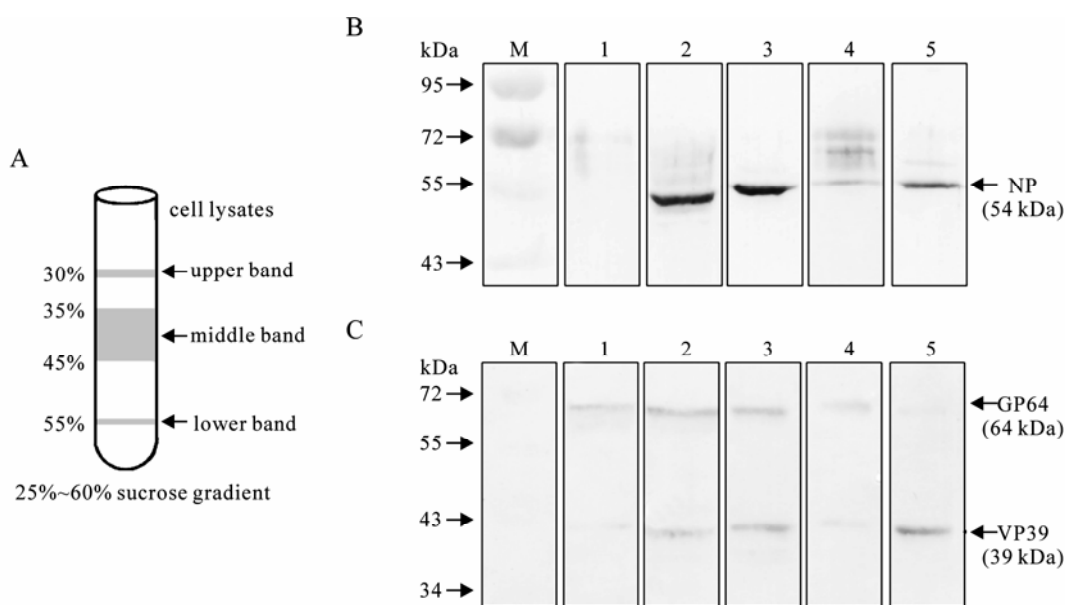 A
cell lysates
30%
upper band
35%
middle band
45%
55%
lower band
25%~60% sucrose gradient
B
kDa M 1 2 3 4 5
95
72
55
NP
(54 kDa)
43
C
M 1 2 3 4 5
kDa
72
GP64
(64 kDa)
55
43
VP39
(39 kDa)
34